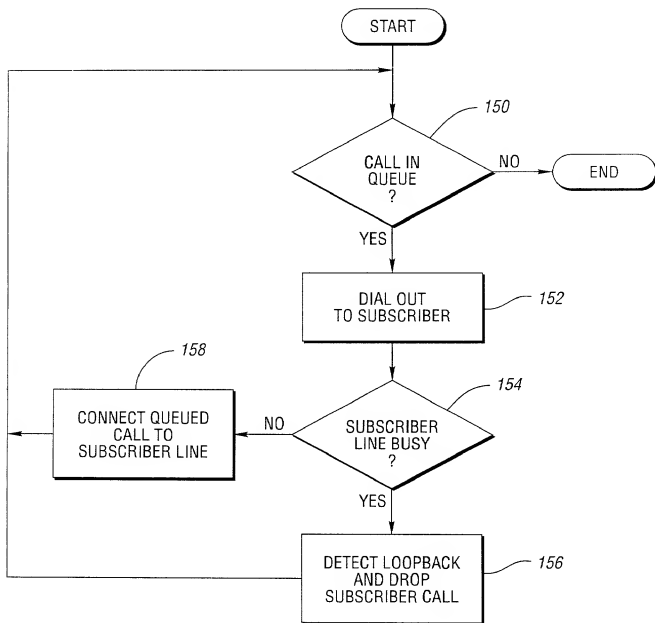 START
150
CALL IN
QUEUE
?
NO
END
YES
DIAL OUT
TO SUBSCRIBER
152
158
154
CONNECT QUEUED
CALL TO
SUBSCRIBER LINE
NO
SUBSCRIBER
LINE BUSY
?
YES
DETECT LOOPBACK
AND DROP
SUBSCRIBER CALL
156